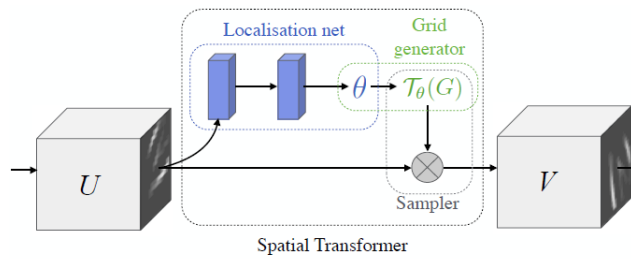 Localisation net
Grid
generator
θ
𝒯θ(G)
U
V
Sampler
Spatial Transformer